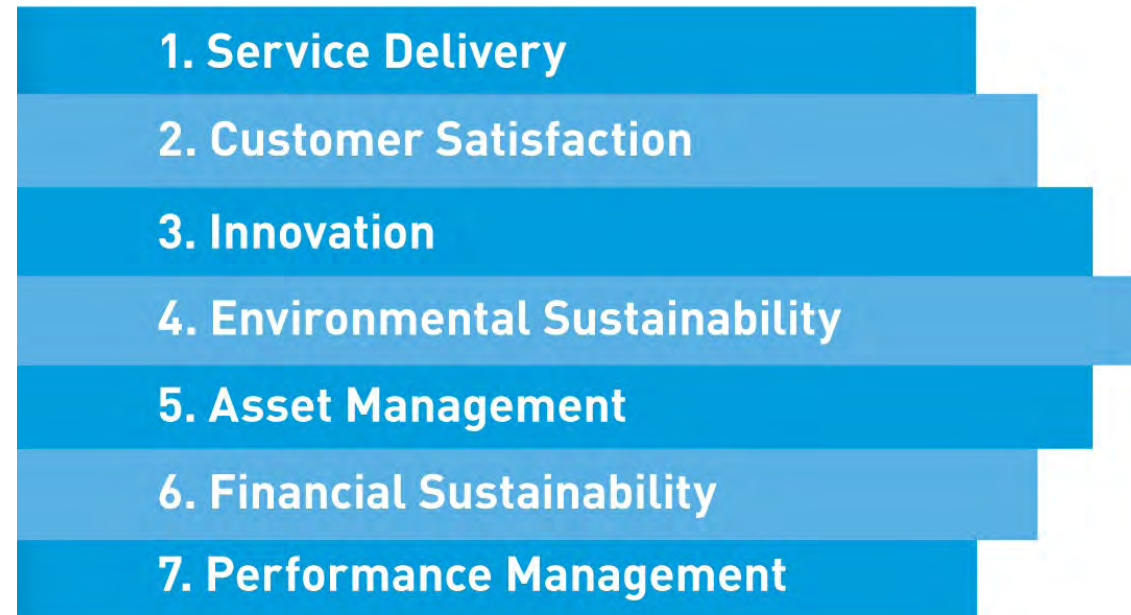 1. Service Delivery
2. Customer Satisfaction
3. Innovation
4. Environmental Sustainability
5. Asset Management
6. Financial Sustainability
7. Performance Management